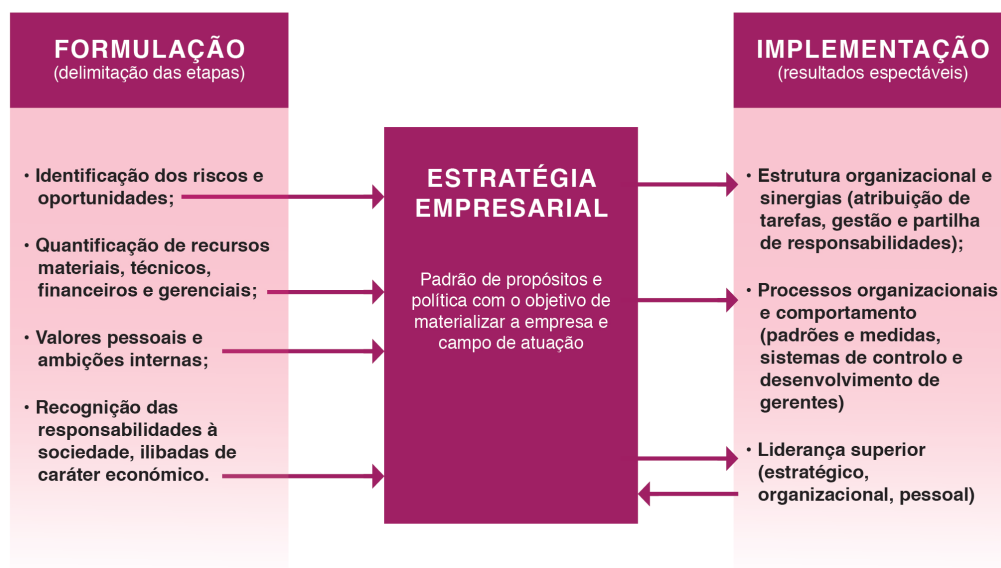 FORMULAÇÃO
(delimitação das etapas)
• Identificação dos riscos e
oportunidades;
• Quantificação de recursos
materiais, técnicos,
financeiros e gerenciais;
• Valores pessoais e
ambições internas;
• Recognição das
responsabilidades à
sociedade, ilibadas de
caráter económico.
ESTRATÉGIA
EMPRESARIAL
Padrão de propósitos e
política com o objetivo de
materializar a empresa e
campo de atuação
IMPLEMENTAÇÃO
(resultados espectáveis)
• Estrutura organizacional e
sinergias (atribuição de
tarefas, gestão e partilha
de responsabilidades);
• Processos organizacionais
e comportamento
(padrões e medidas,
sistemas de controlo e
desenvolvimento de
gerentes)
• Liderança superior
(estratégico,
organizacional, pessoal)